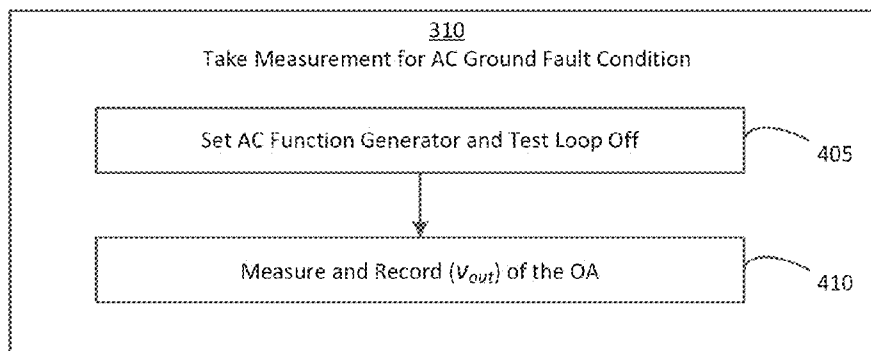 310
Take Measurement for AC Ground Fault Condition
Set AC Function Generator and Test Loop Off
405
Measure and Record (Vout) of the OA
410